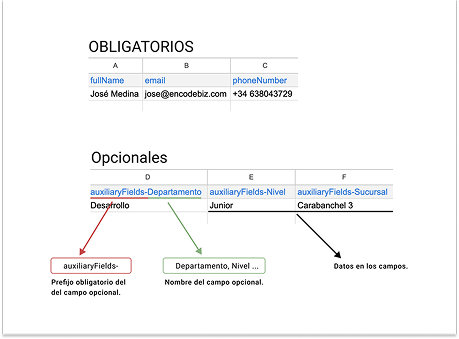 OBLIGATORIOS
A B C
fullName email phoneNumber
José Medina jose@encodebiz.com +34 638043729
Opcionales
D E F
auxiliaryFields-Departamento auxiliaryFields-Nivel auxiliaryFields-Sucursal
Desarrollo Junior Carabanchel 3
auxiliaryFields-
Prefijo obligatorio del
del campo opcional.
Departamento, Nivel ...
Nombre del campo opcional.
Datos en los campos.